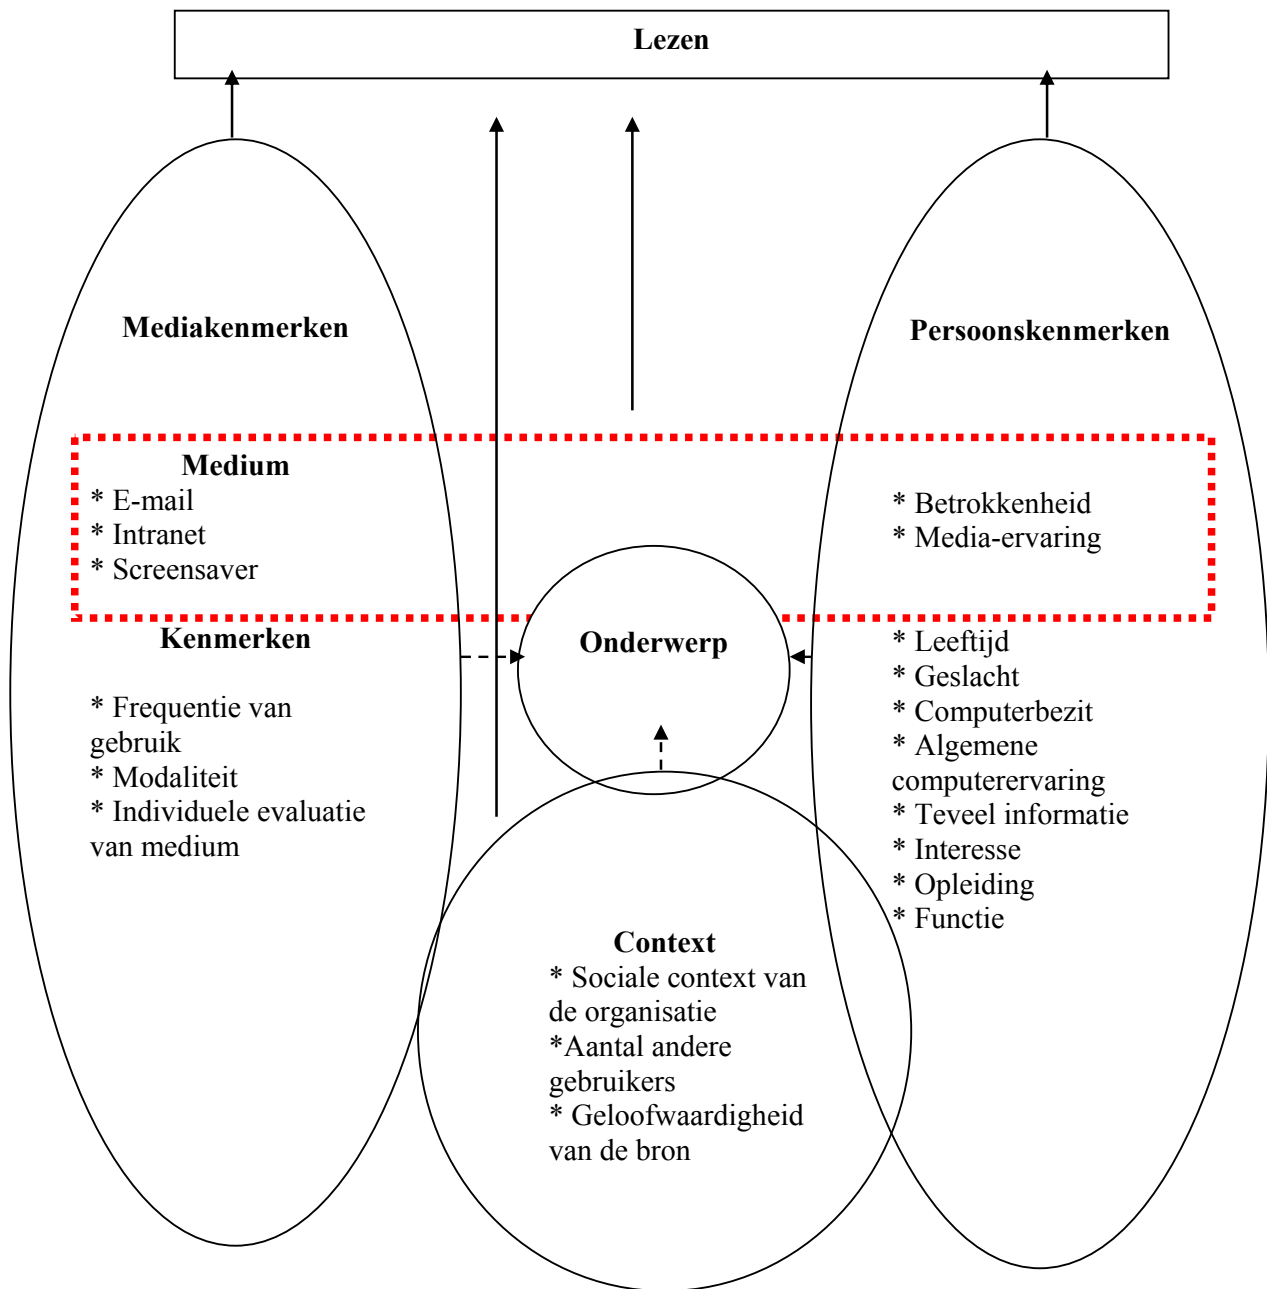 Lezen
Mediakenmerken
Medium
* E-mail
* Intranet
* Screensaver
Kenmerken
* Frequentie van
gebruik
* Modaliteit
* Individuele evaluatie
van medium
Onderwerp
Context
* Sociale context van
de organisatie
*Aantal andere
gebruikers
* Geloofwaardigheid
van de bron
Persoonskenmerken
* Betrokkenheid
* Media-ervaring
* Leeftijd
* Geslacht
* Computerbezit
* Algemene
computerervaring
* Teveel informatie
* Interesse
* Opleiding
* Functie